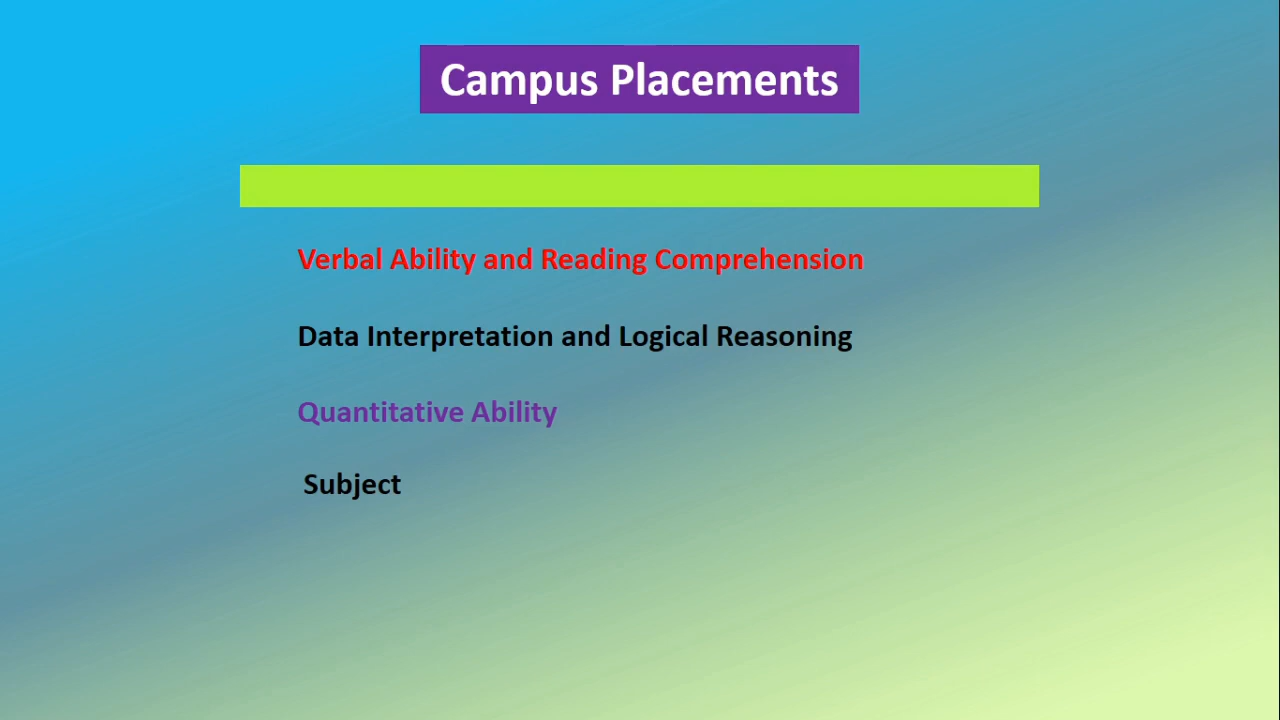 Campus Placements
Verbal Ability and Reading Comprehension
Data Interpretation and Logical Reasoning
Quantitative Ability
Subject